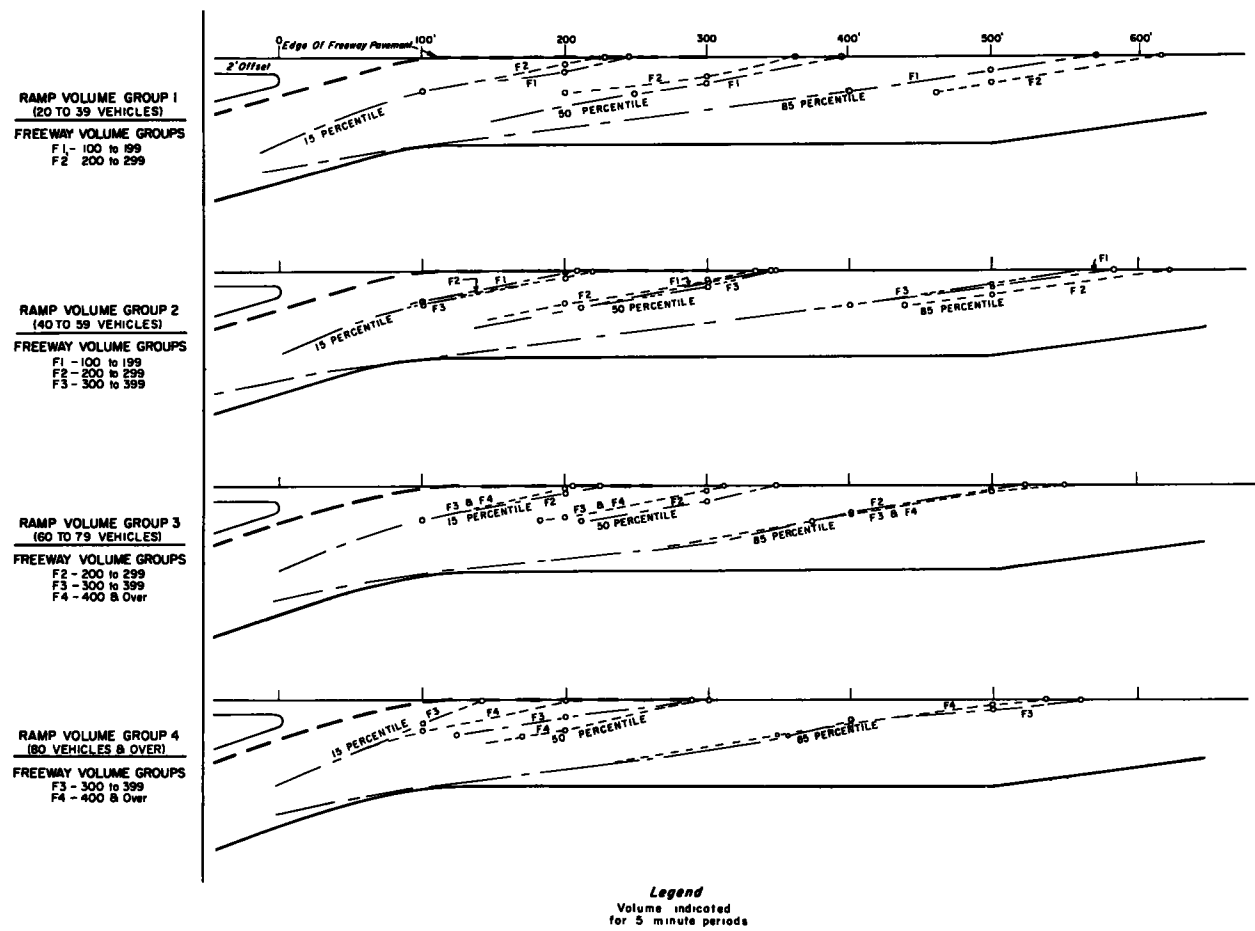 0 100' 200 300 400' 500' 600'
Edge Of Freeway Pavement
2' Offset
RAMP VOLUME GROUP 1
(20 TO 39 VEHICLES)
FREEWAY VOLUME GROUPS
F1,- 100 to 199
F2 200 to 299
15 PERCENTILE
F2
F1
50 PERCENTILE
F2
F1
85 PERCENTILE
F1
F2
RAMP VOLUME GROUP 2
(40 TO 59 VEHICLES)
FREEWAY VOLUME GROUPS
F1 - 100 to 199
F2 - 200 to 299
F3 - 300 to 399
15 PERCENTILE
F2
F1
F3
F2
F1
50 PERCENTILE
F3
F3
85 PERCENTILE
F1
F2
RAMP VOLUME GROUP 3
(60 TO 79 VEHICLES)
FREEWAY VOLUME GROUPS
F2 - 200 to 299
F3 - 300 to 399
F4 - 400 & Over
F3 & F4
15 PERCENTILE
F2
F3 & F4
F2
50 PERCENTILE
85 PERCENTILE
F2
F3 & F4
RAMP VOLUME GROUP 4
(80 VEHICLES & OVER)
FREEWAY VOLUME GROUPS
F3 - 300 to 399
F4 - 400 & Over
15 PERCENTILE
F3
F4
F3
F4
50 PERCENTILE
85 PERCENTILE
F4
F3
Legend
Volume indicated
for 5 minute periods